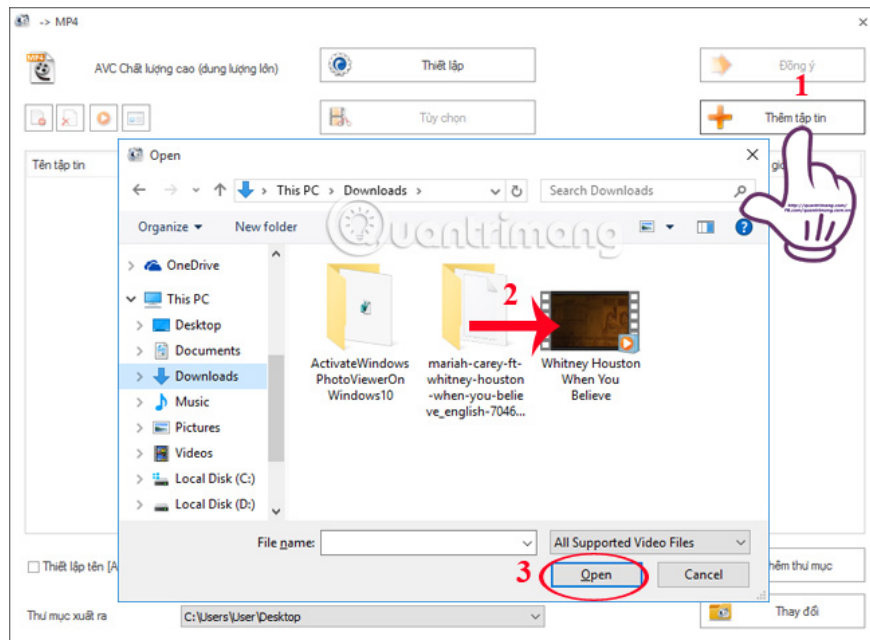 -> MP4
AVC Chất lượng cao (dung lượng lớn)
Thiết lập
Đồng ý
1
Tùy chọn
Thêm tập tin
Tên tập tin
Open
This PC > Downloads >
Search Downloads
http://quantrimang.com/
Organize
New folder
Quantrimang
?
OneDrive
This PC
Desktop
Documents
Downloads
Music
Pictures
Videos
Local Disk (C:)
Local Disk (D:)
2
ActivateWindows
PhotoViewerOn
Windows10
mariah-carey-ft-
whitney-houston
-when-you-belie
ve_english-7046...
Whitney Houston
When You
Believe
File name:
All Supported Video Files
3
Open
Cancel
Thiết lập tên [A
hêm thư mục
Thư mục xuất ra
C:\Users\User\Desktop
Thay đổi